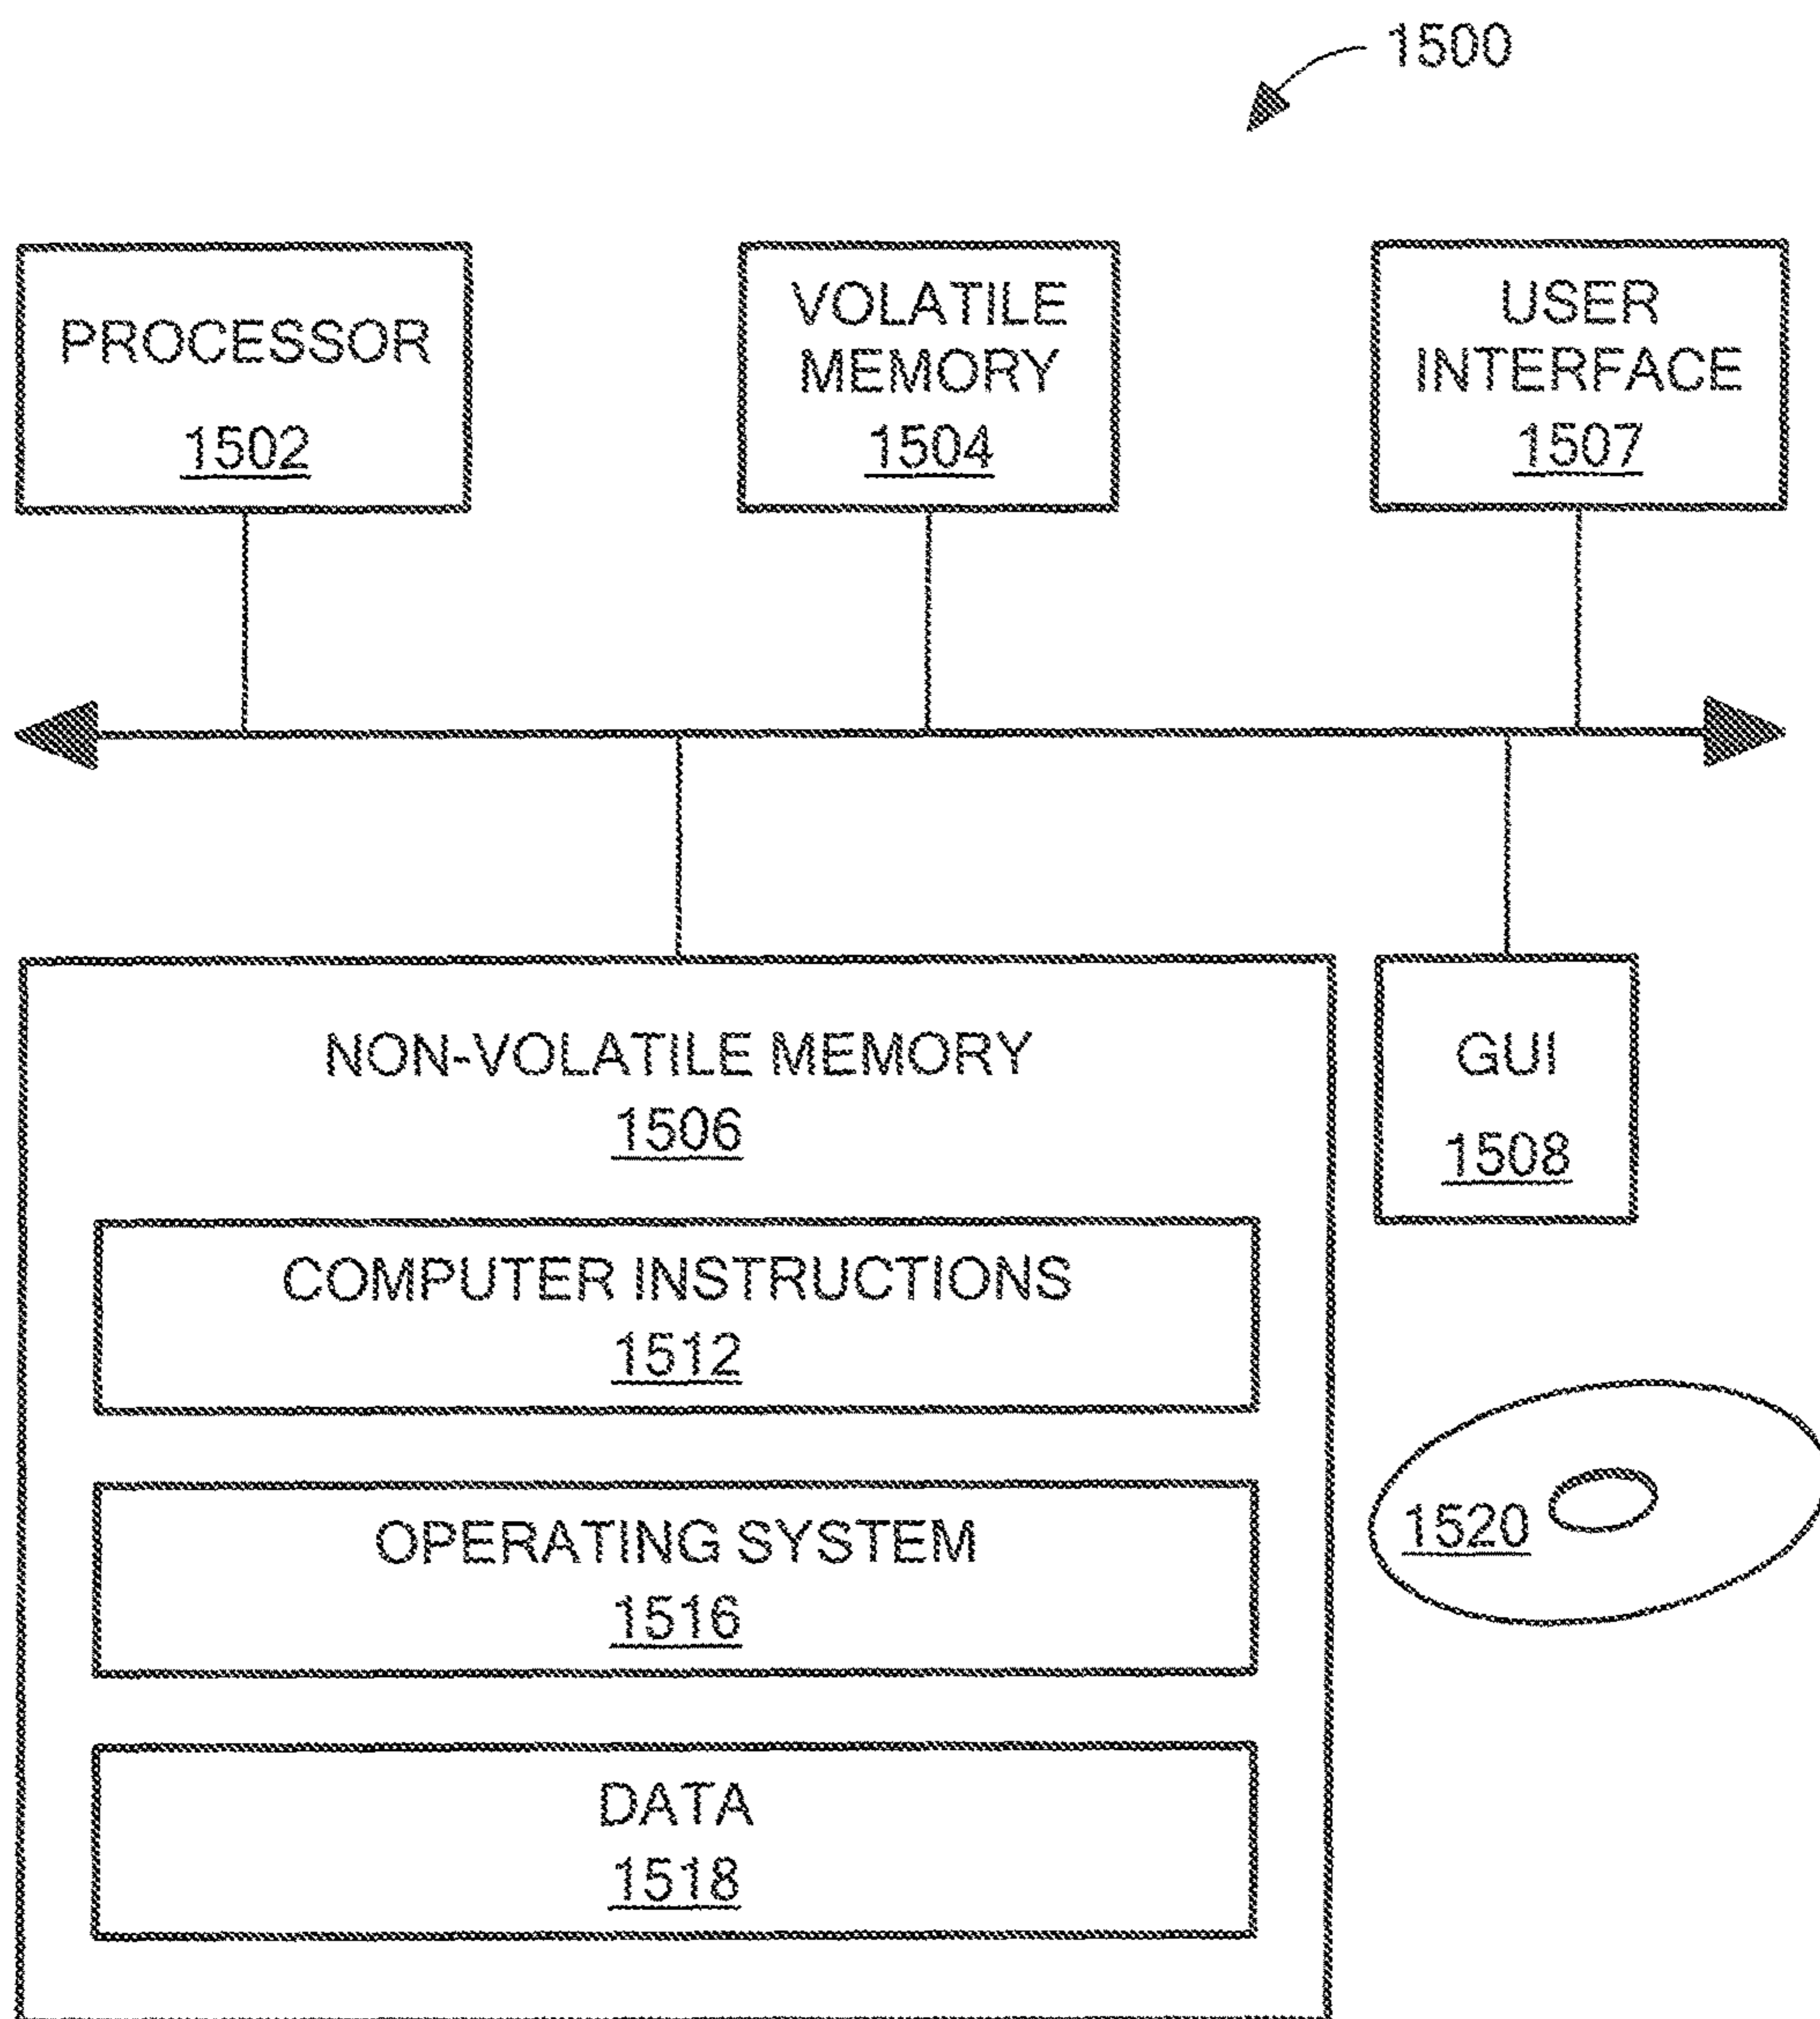 1500
PROCESSOR
1502
VOLATILE
MEMORY
1504
USER
INTERFACE
1507
NON-VOLATILE MEMORY
1506
GUI
1508
COMPUTER INSTRUCTIONS
1512
OPERATING SYSTEM
1516
1520
DATA
1518